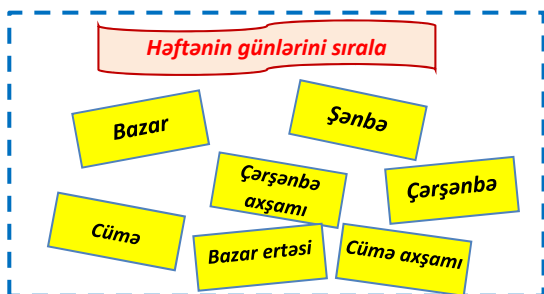 Həftənin günlərini sırala
Bazar
Şənbə
Çərşənbə
axşamı
Çərşənbə
Cümə
Bazar ertəsi
Cümə axşamı